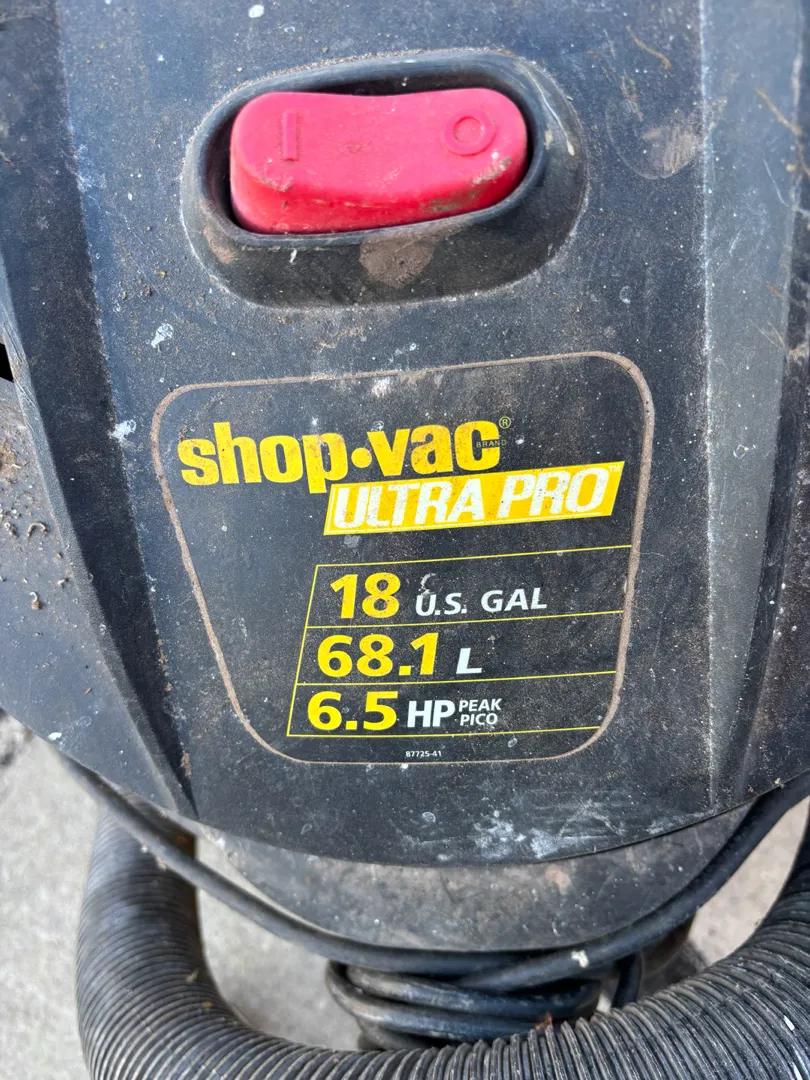 I O
shop·vac®
BRAND
ULTRA PRO™
18 U.S. GAL
68.1 L
6.5 HP PEAK
PICO
87725-41